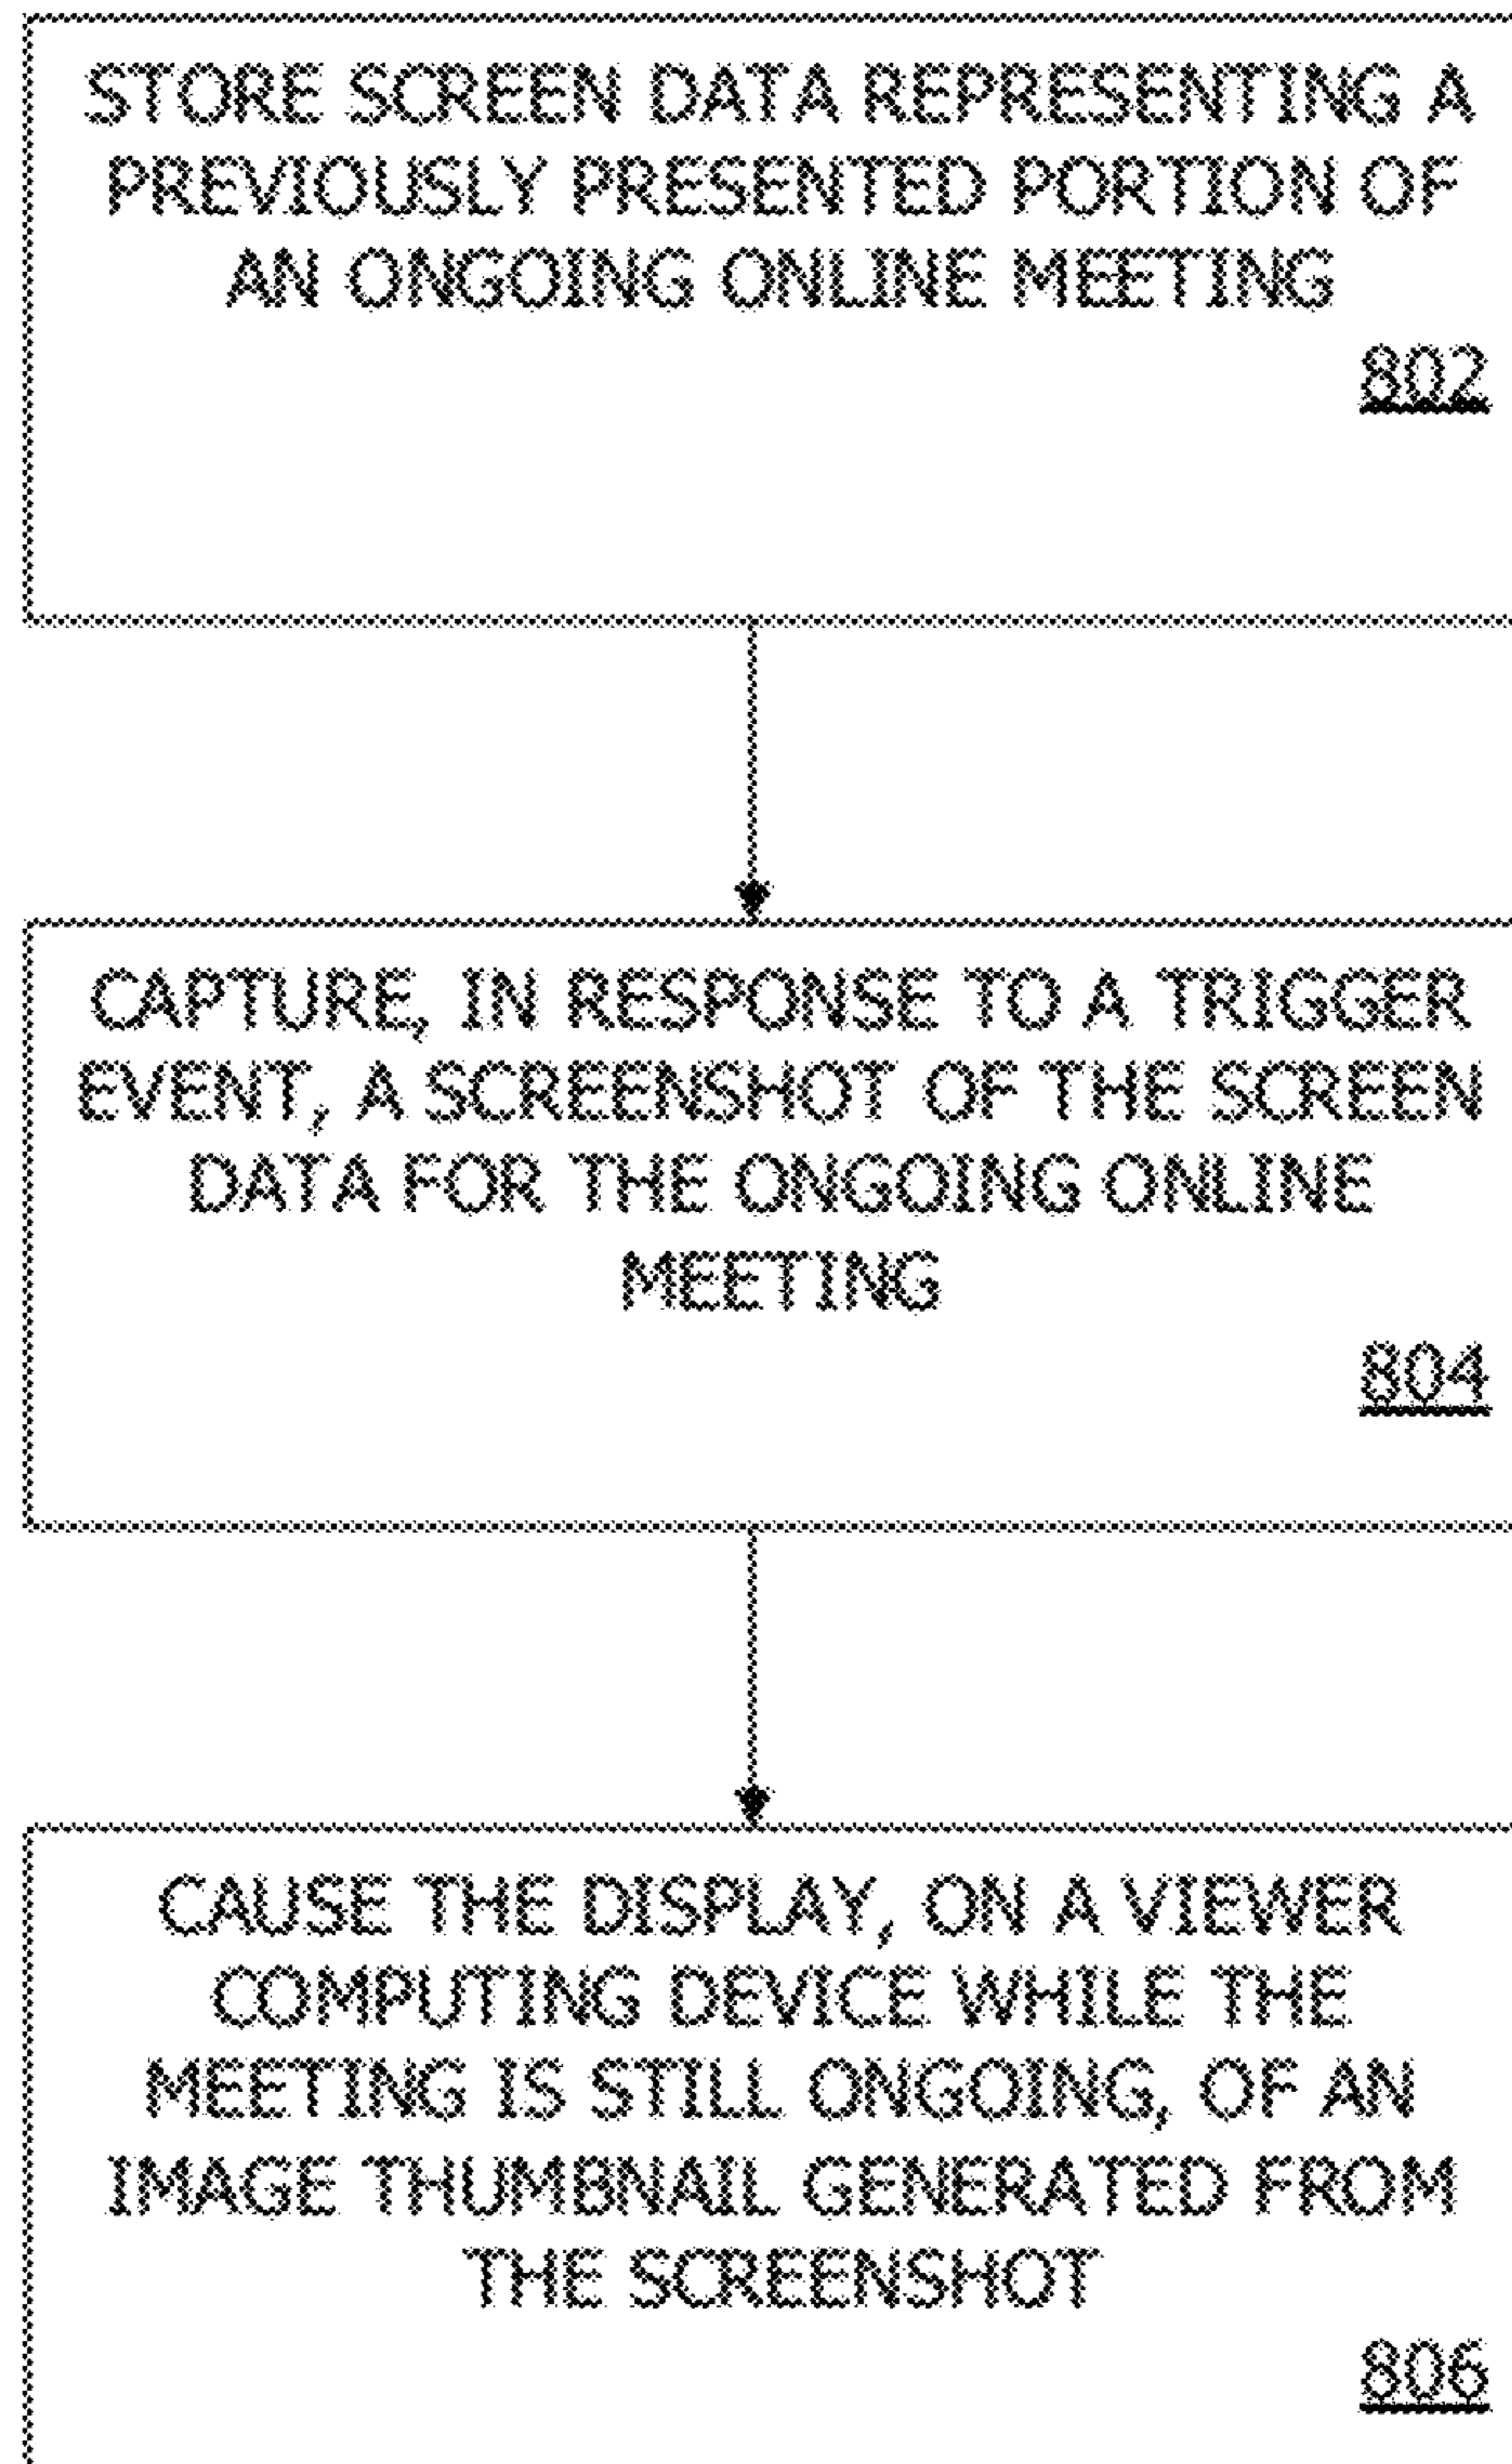 STORE SCREEN DATA REPRESENTING A
PREVIOUSLY PRESENTED PORTION OF
AN ONGOING ONLINE MEETING
802
CAPTURE, IN RESPONSE TO A TRIGGER
EVENT, A SCREENSHOT OF THE SCREEN
DATA FOR THE ONGOING ONLINE
MEETING
804
CAUSE THE DISPLAY, ON A VIEWER
COMPUTING DEVICE WHILE THE
MEETING IS STILL ONGOING, OF AN
IMAGE THUMBNAIL GENERATED FROM
THE SCREENSHOT
806